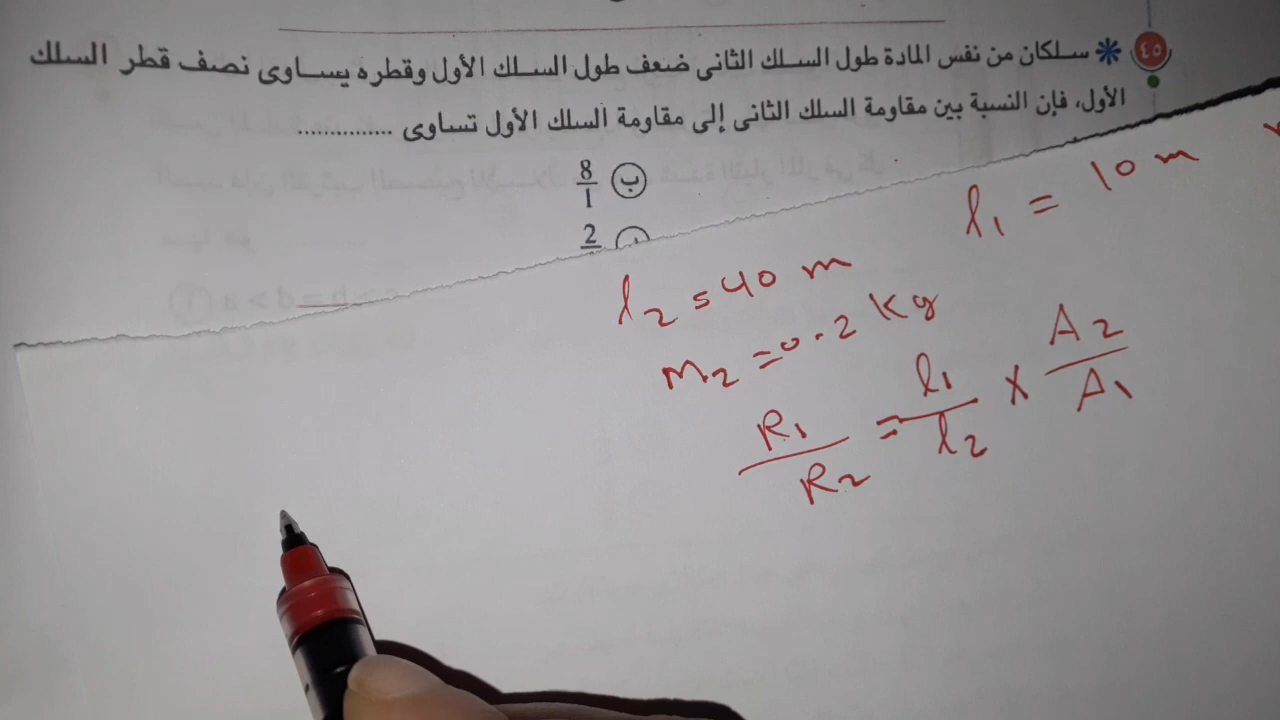 ٤٥ * سلكان من نفس المادة طول السلك الثانى ضعف طول السلك الأول وقطره يساوى نصف قطر السلك
الأول، فإن النسبة بين مقاومة السلك الثانى إلى مقاومة السلك الأول تساوى ...............
ب 8/1
2
l₁ = 10 m
l₂ = 40 m
m₂ = 0.2 kg
R₁/R₂ = l₁/l₂ × A₂/A₁